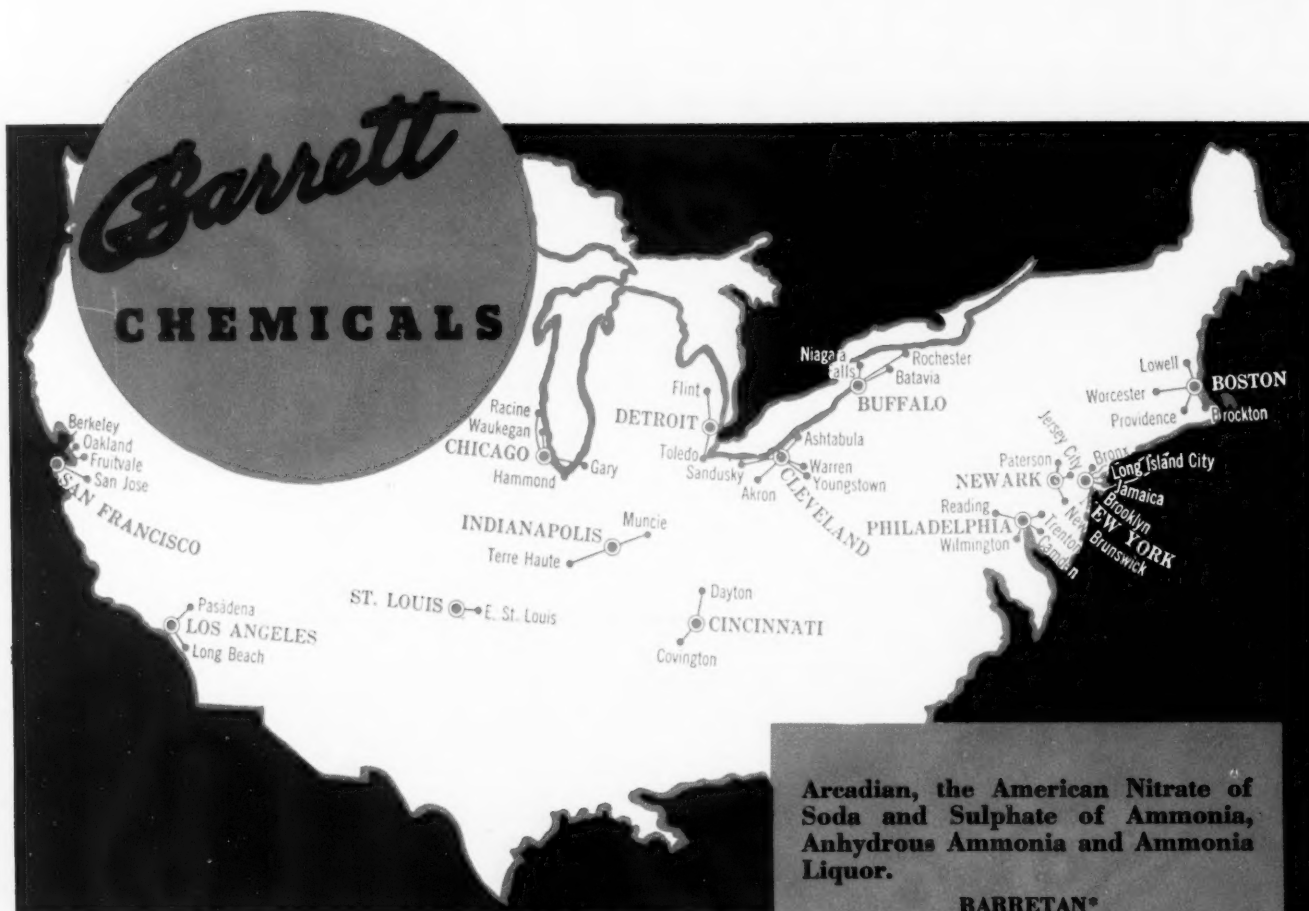 Barrett
CHEMICALS
Berkeley
Oakland
Fruitvale
San Jose
SAN FRANCISCO
Pasadena
LOS ANGELES
Long Beach
Racine
Waukegan
CHICAGO
Hammond
Gary
INDIANAPOLIS
Muncie
Terre Haute
ST. LOUIS
E. St. Louis
Flint
DETROIT
Toledo
Sandusky
Akron
Ashtabula
Warren
Youngstown
CLEVELAND
Dayton
CINCINNATI
Covington
Niagara
Falls
Rochester
Batavia
BUFFALO
Lowell
BOSTON
Worcester
Providence
Brockton
Jersey City
Paterson
NEWARK
Bronx
Long Island City
Jamaica
Brooklyn
NEW YORK
New
Brunswick
Reading
PHILADELPHIA
Wilmington
Trenton
Camden
Arcadian, the American Nitrate of
Soda and Sulphate of Ammonia,
Anhydrous Ammonia and Ammonia
Liquor.
BARRETAN*